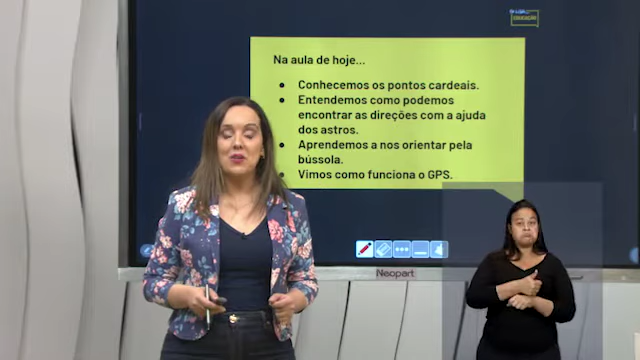 EDUCAÇÃO
Na aula de hoje...
● Conhecemos os pontos cardeais.
● Entendemos como podemos
encontrar as direções com a ajuda
dos astros.
● Aprendemos a nos orientar pela
bússola.
● Vimos como funciona o GPS.
Neopart